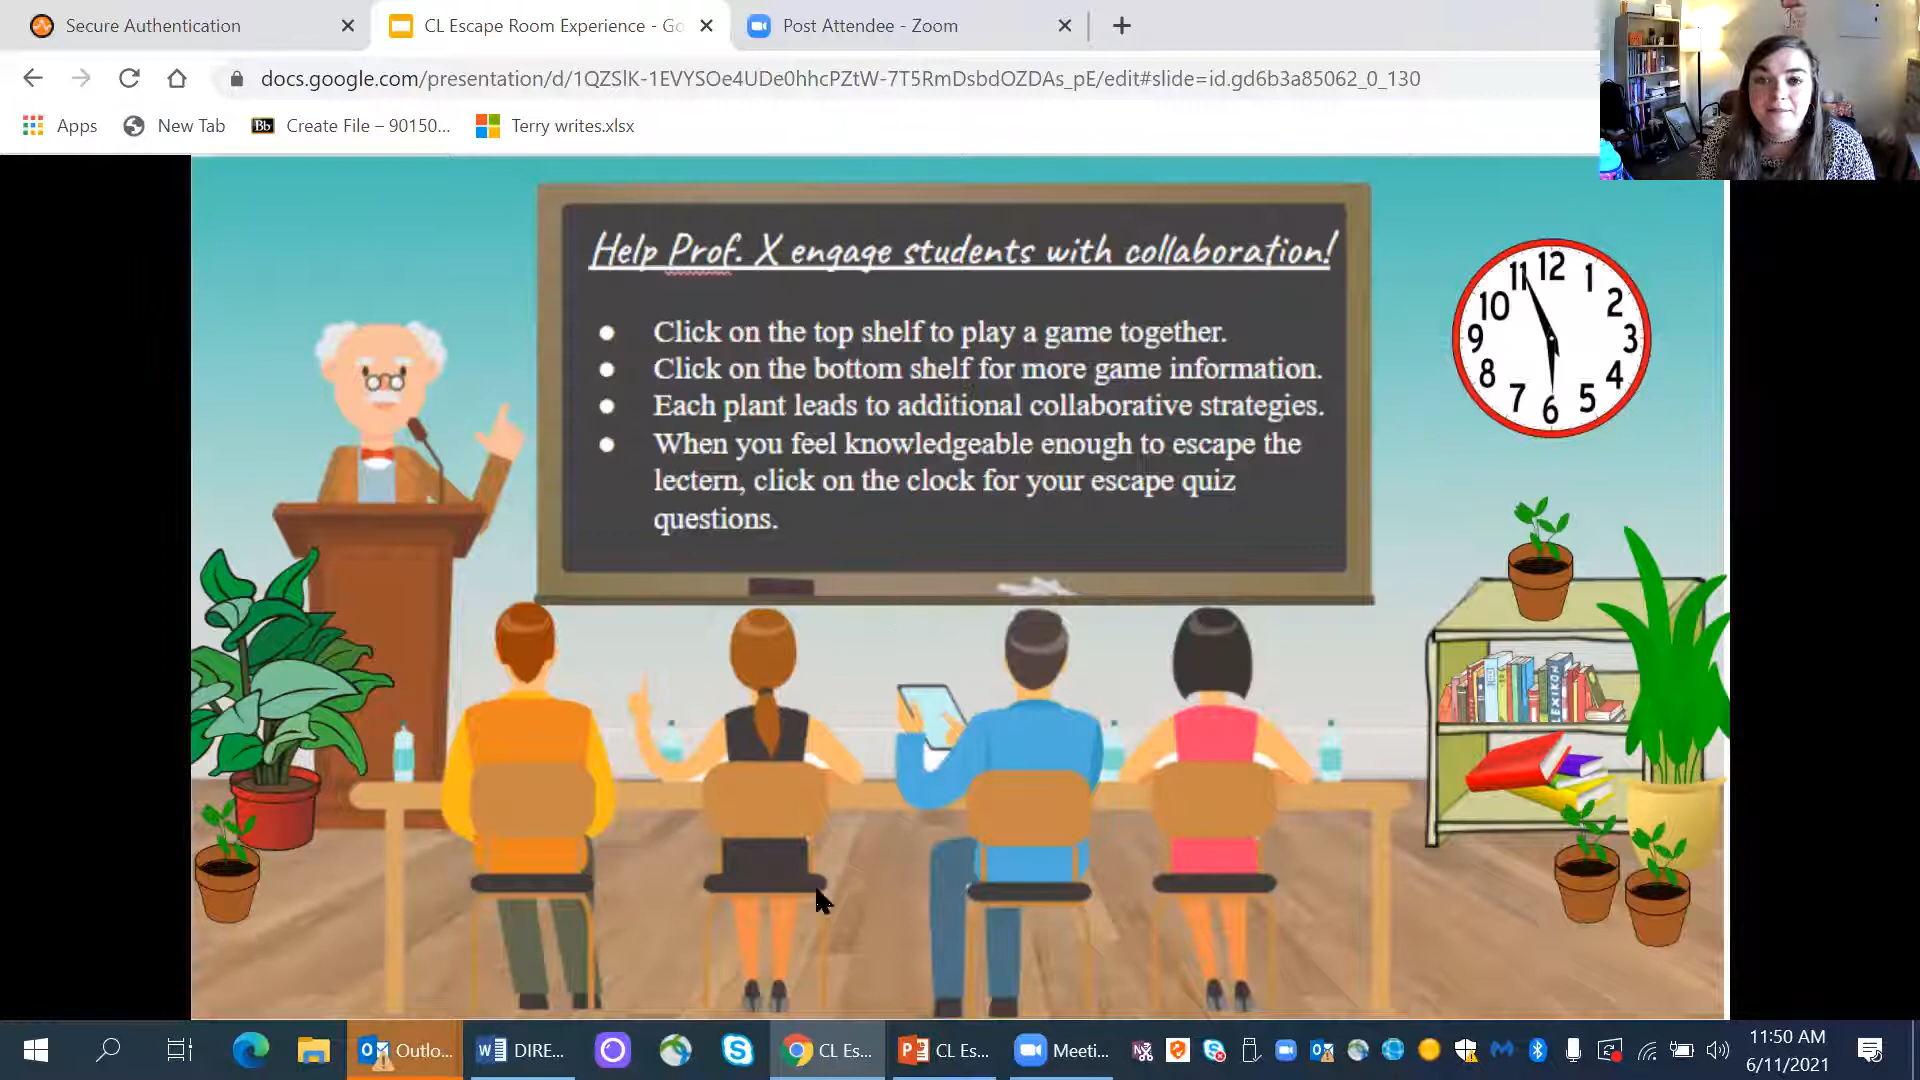 Secure Authentication
CL Escape Room Experience - Go
Post Attendee - Zoom
docs.google.com/presentation/d/1QZSlK-1EVYSOe4UDe0hhcPZtW-7T5RmDsbdOZDAs_pE/edit#slide=id.gd6b3a85062_0_130
Apps
New Tab
Bb
Create File – 90150...
Terry writes.xlsx
Help Prof. X engage students with collaboration!
● Click on the top shelf to play a game together.
● Click on the bottom shelf for more game information.
● Each plant leads to additional collaborative strategies.
● When you feel knowledgeable enough to escape the
lectern, click on the clock for your escape quiz
questions.
12
11 1
10 2
9 3
8 4
7 5
6
LEXIKON
Outlo...
DIRE...
CL Es...
CL Es...
Meeti...
11:50 AM
6/11/2021